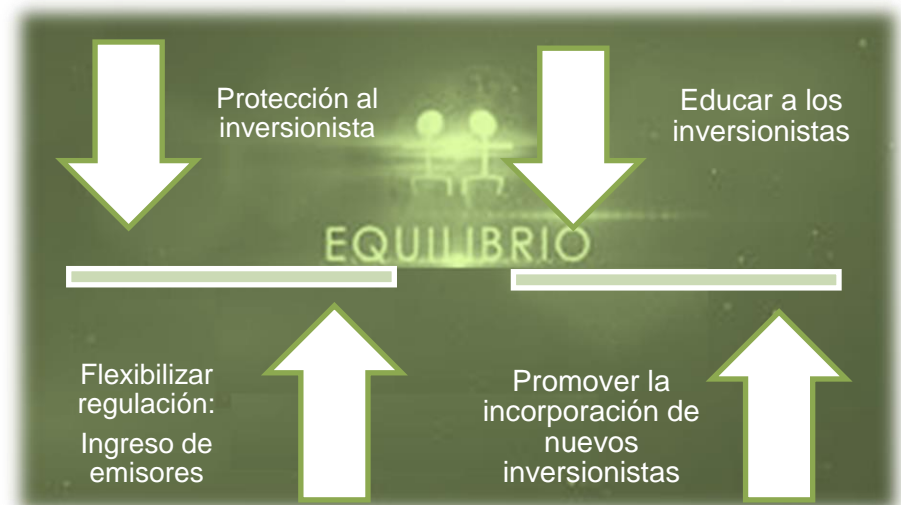 Protección al
inversionista
Educar a los
inversionistas
EQUILIBRIO
Flexibilizar
regulación:
Ingreso de
emisores
Promover la
incorporación de
nuevos
inversionistas